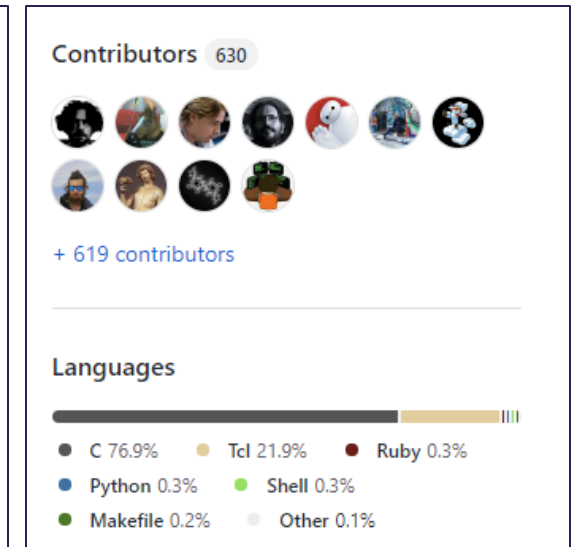 Contributors 630
+ 619 contributors
Languages
C 76.9% Tcl 21.9% Ruby 0.3%
Python 0.3% Shell 0.3%
Makefile 0.2% Other 0.1%